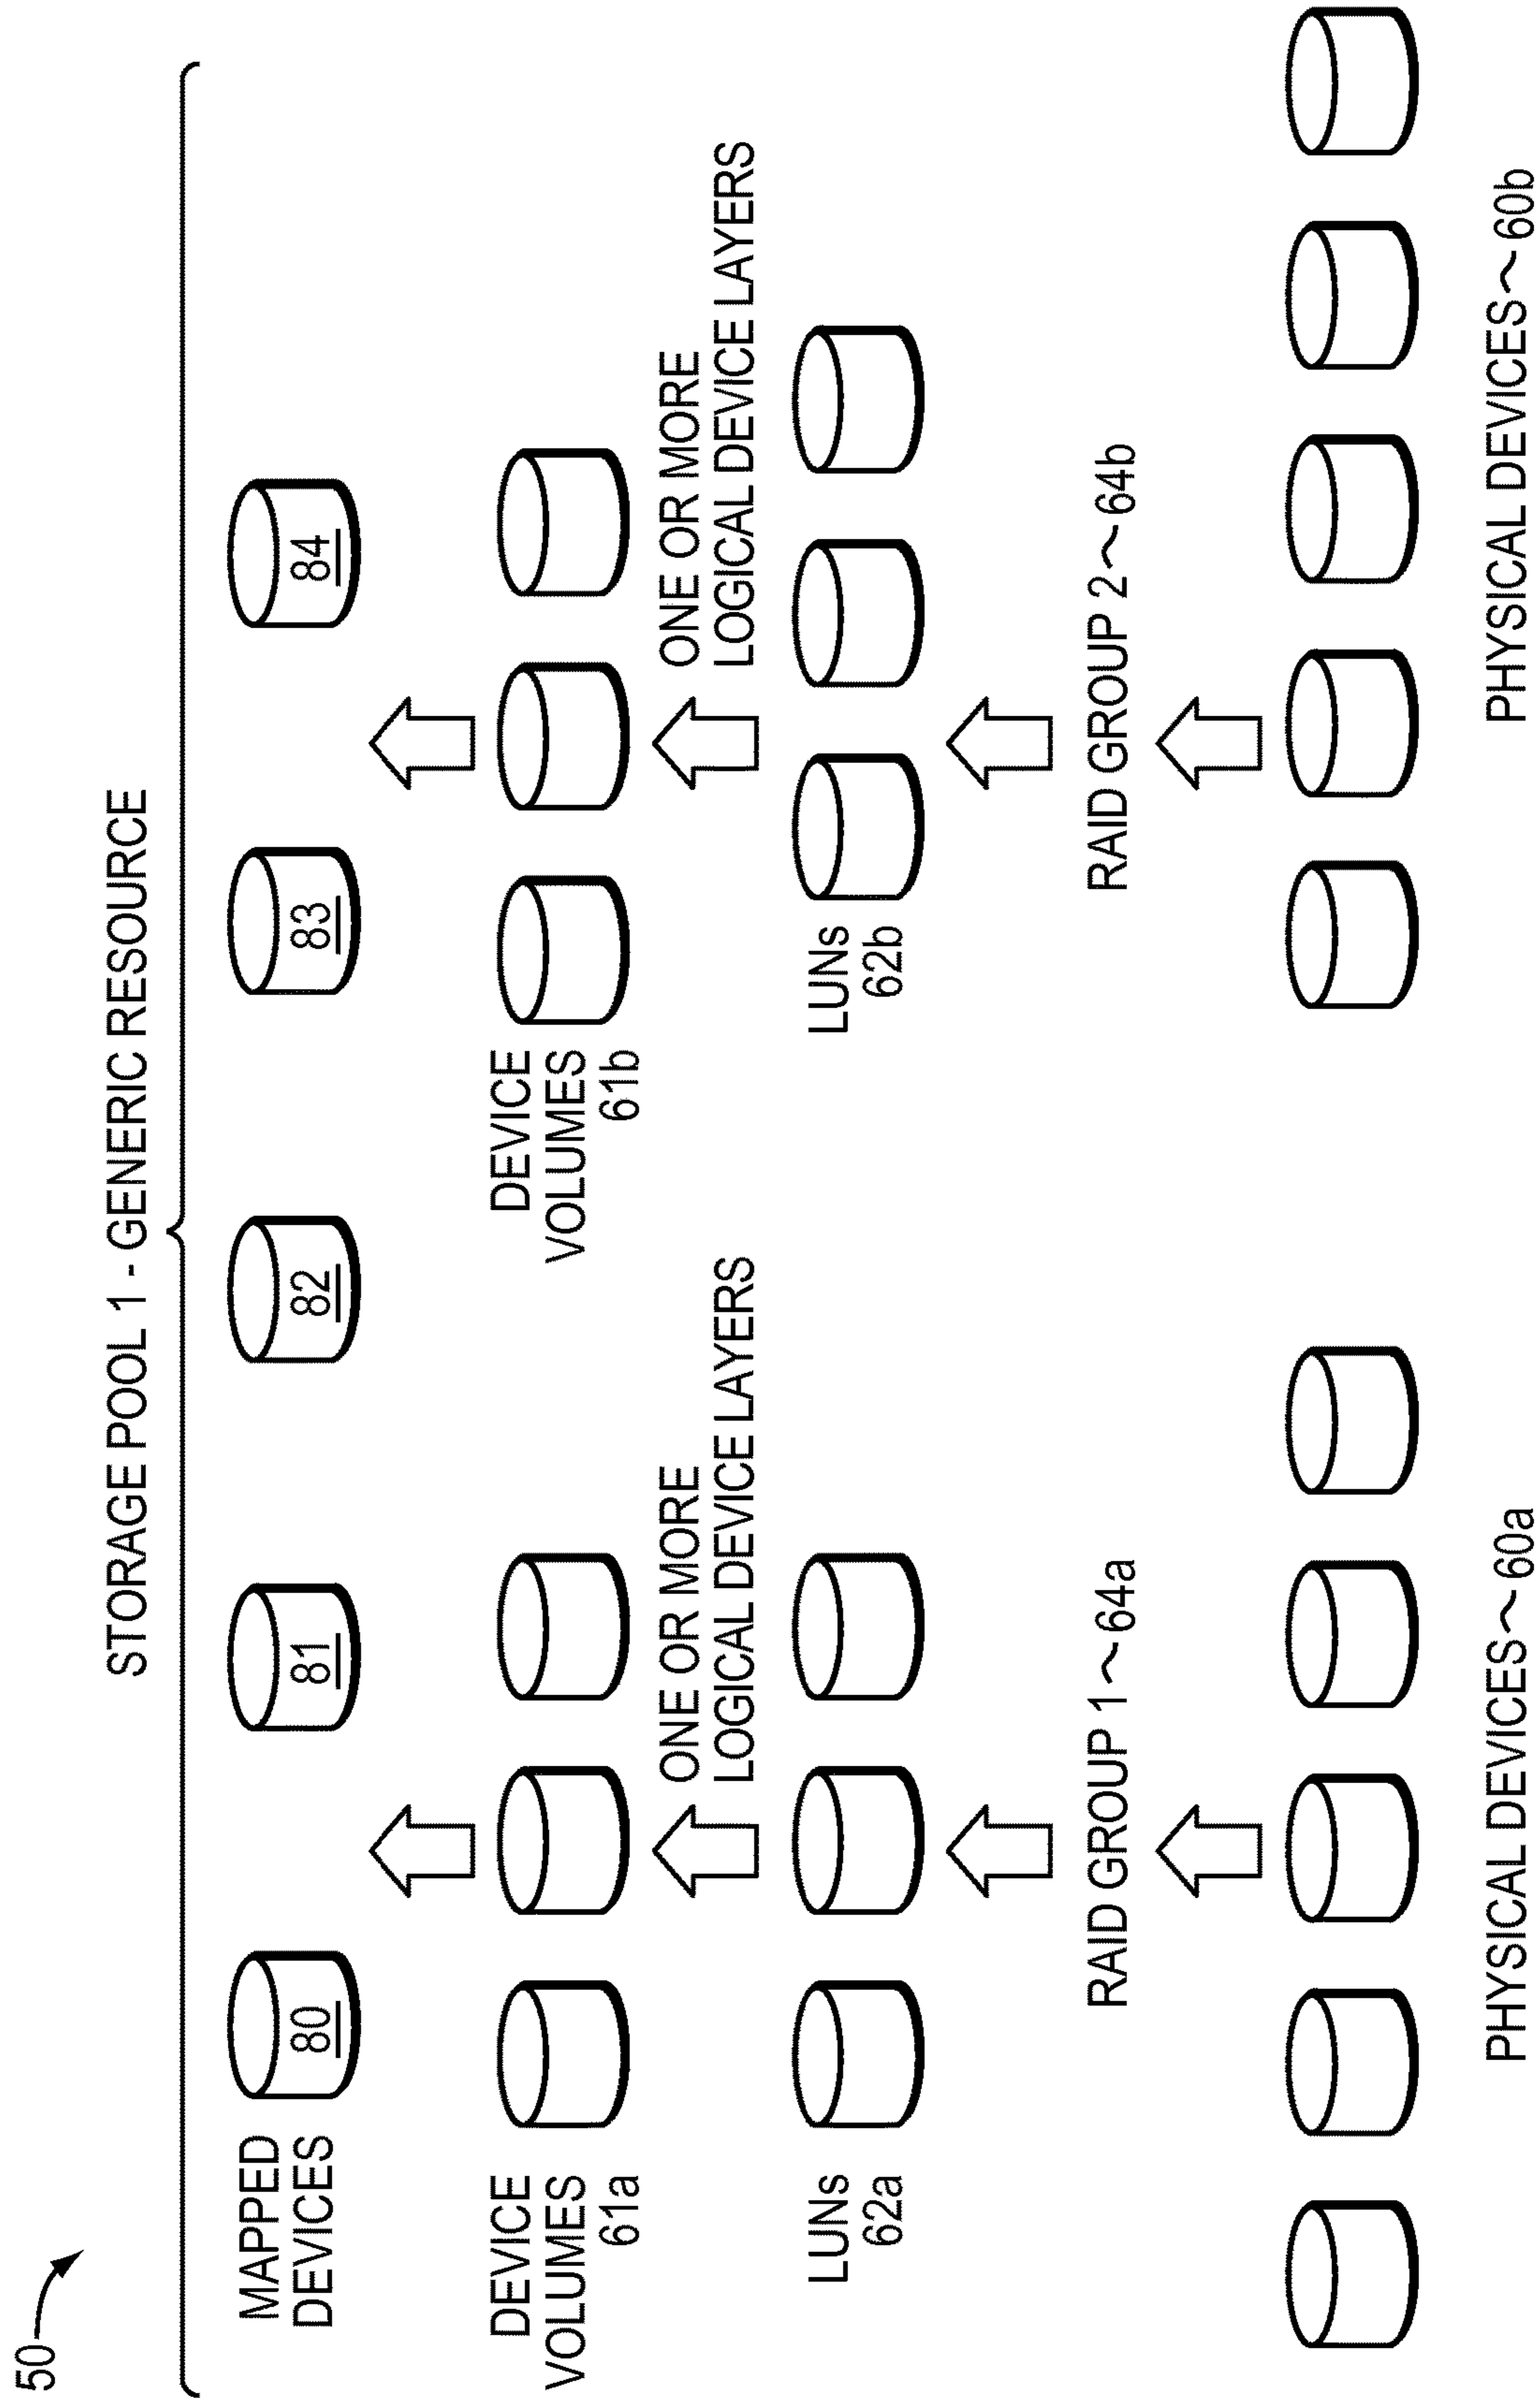 50
STORAGE POOL 1 - GENERIC RESOURCE
MAPPED
DEVICES
80
81
82
83
84
DEVICE
VOLUMES
61a
DEVICE
VOLUMES
61b
ONE OR MORE
LOGICAL DEVICE LAYERS
ONE OR MORE
LOGICAL DEVICE LAYERS
LUNs
62a
LUNs
62b
RAID GROUP 1~64a
RAID GROUP 2~64b
PHYSICAL DEVICES~60a
PHYSICAL DEVICES~60b